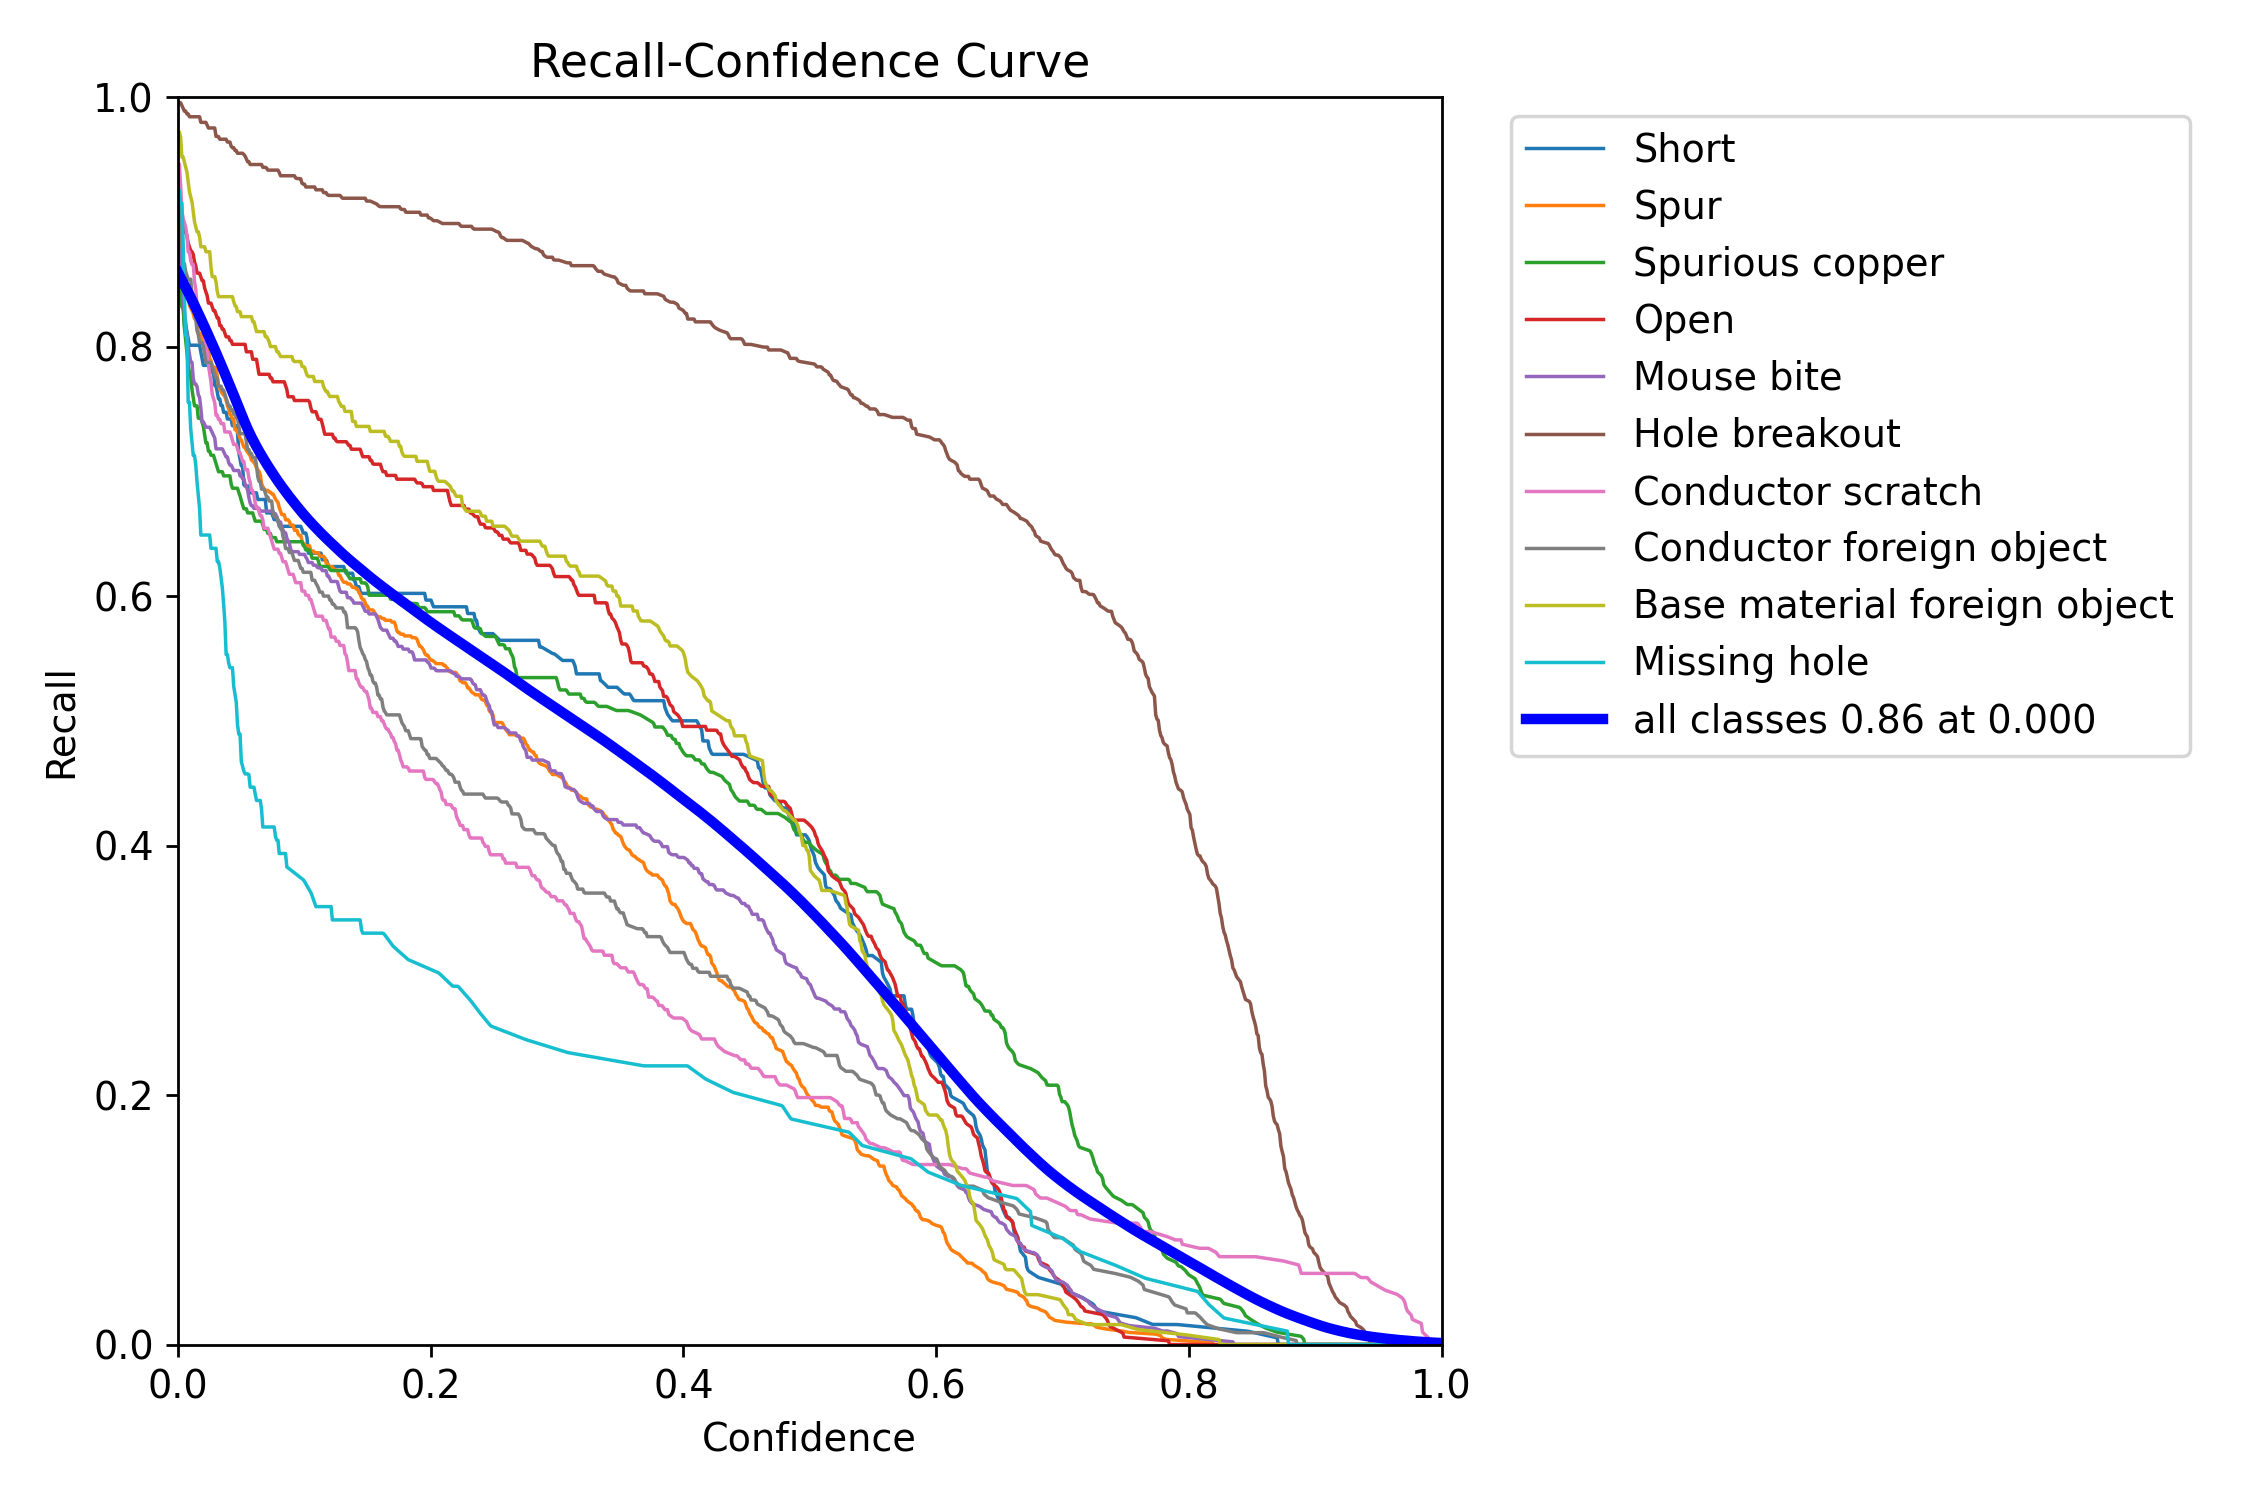 Recall-Confidence Curve
1.0
0.8
0.6
0.4
0.2
0.0
Recall
0.0 0.2 0.4 0.6 0.8 1.0
Confidence
Short
Spur
Spurious copper
Open
Mouse bite
Hole breakout
Conductor scratch
Conductor foreign object
Base material foreign object
Missing hole
all classes 0.86 at 0.000